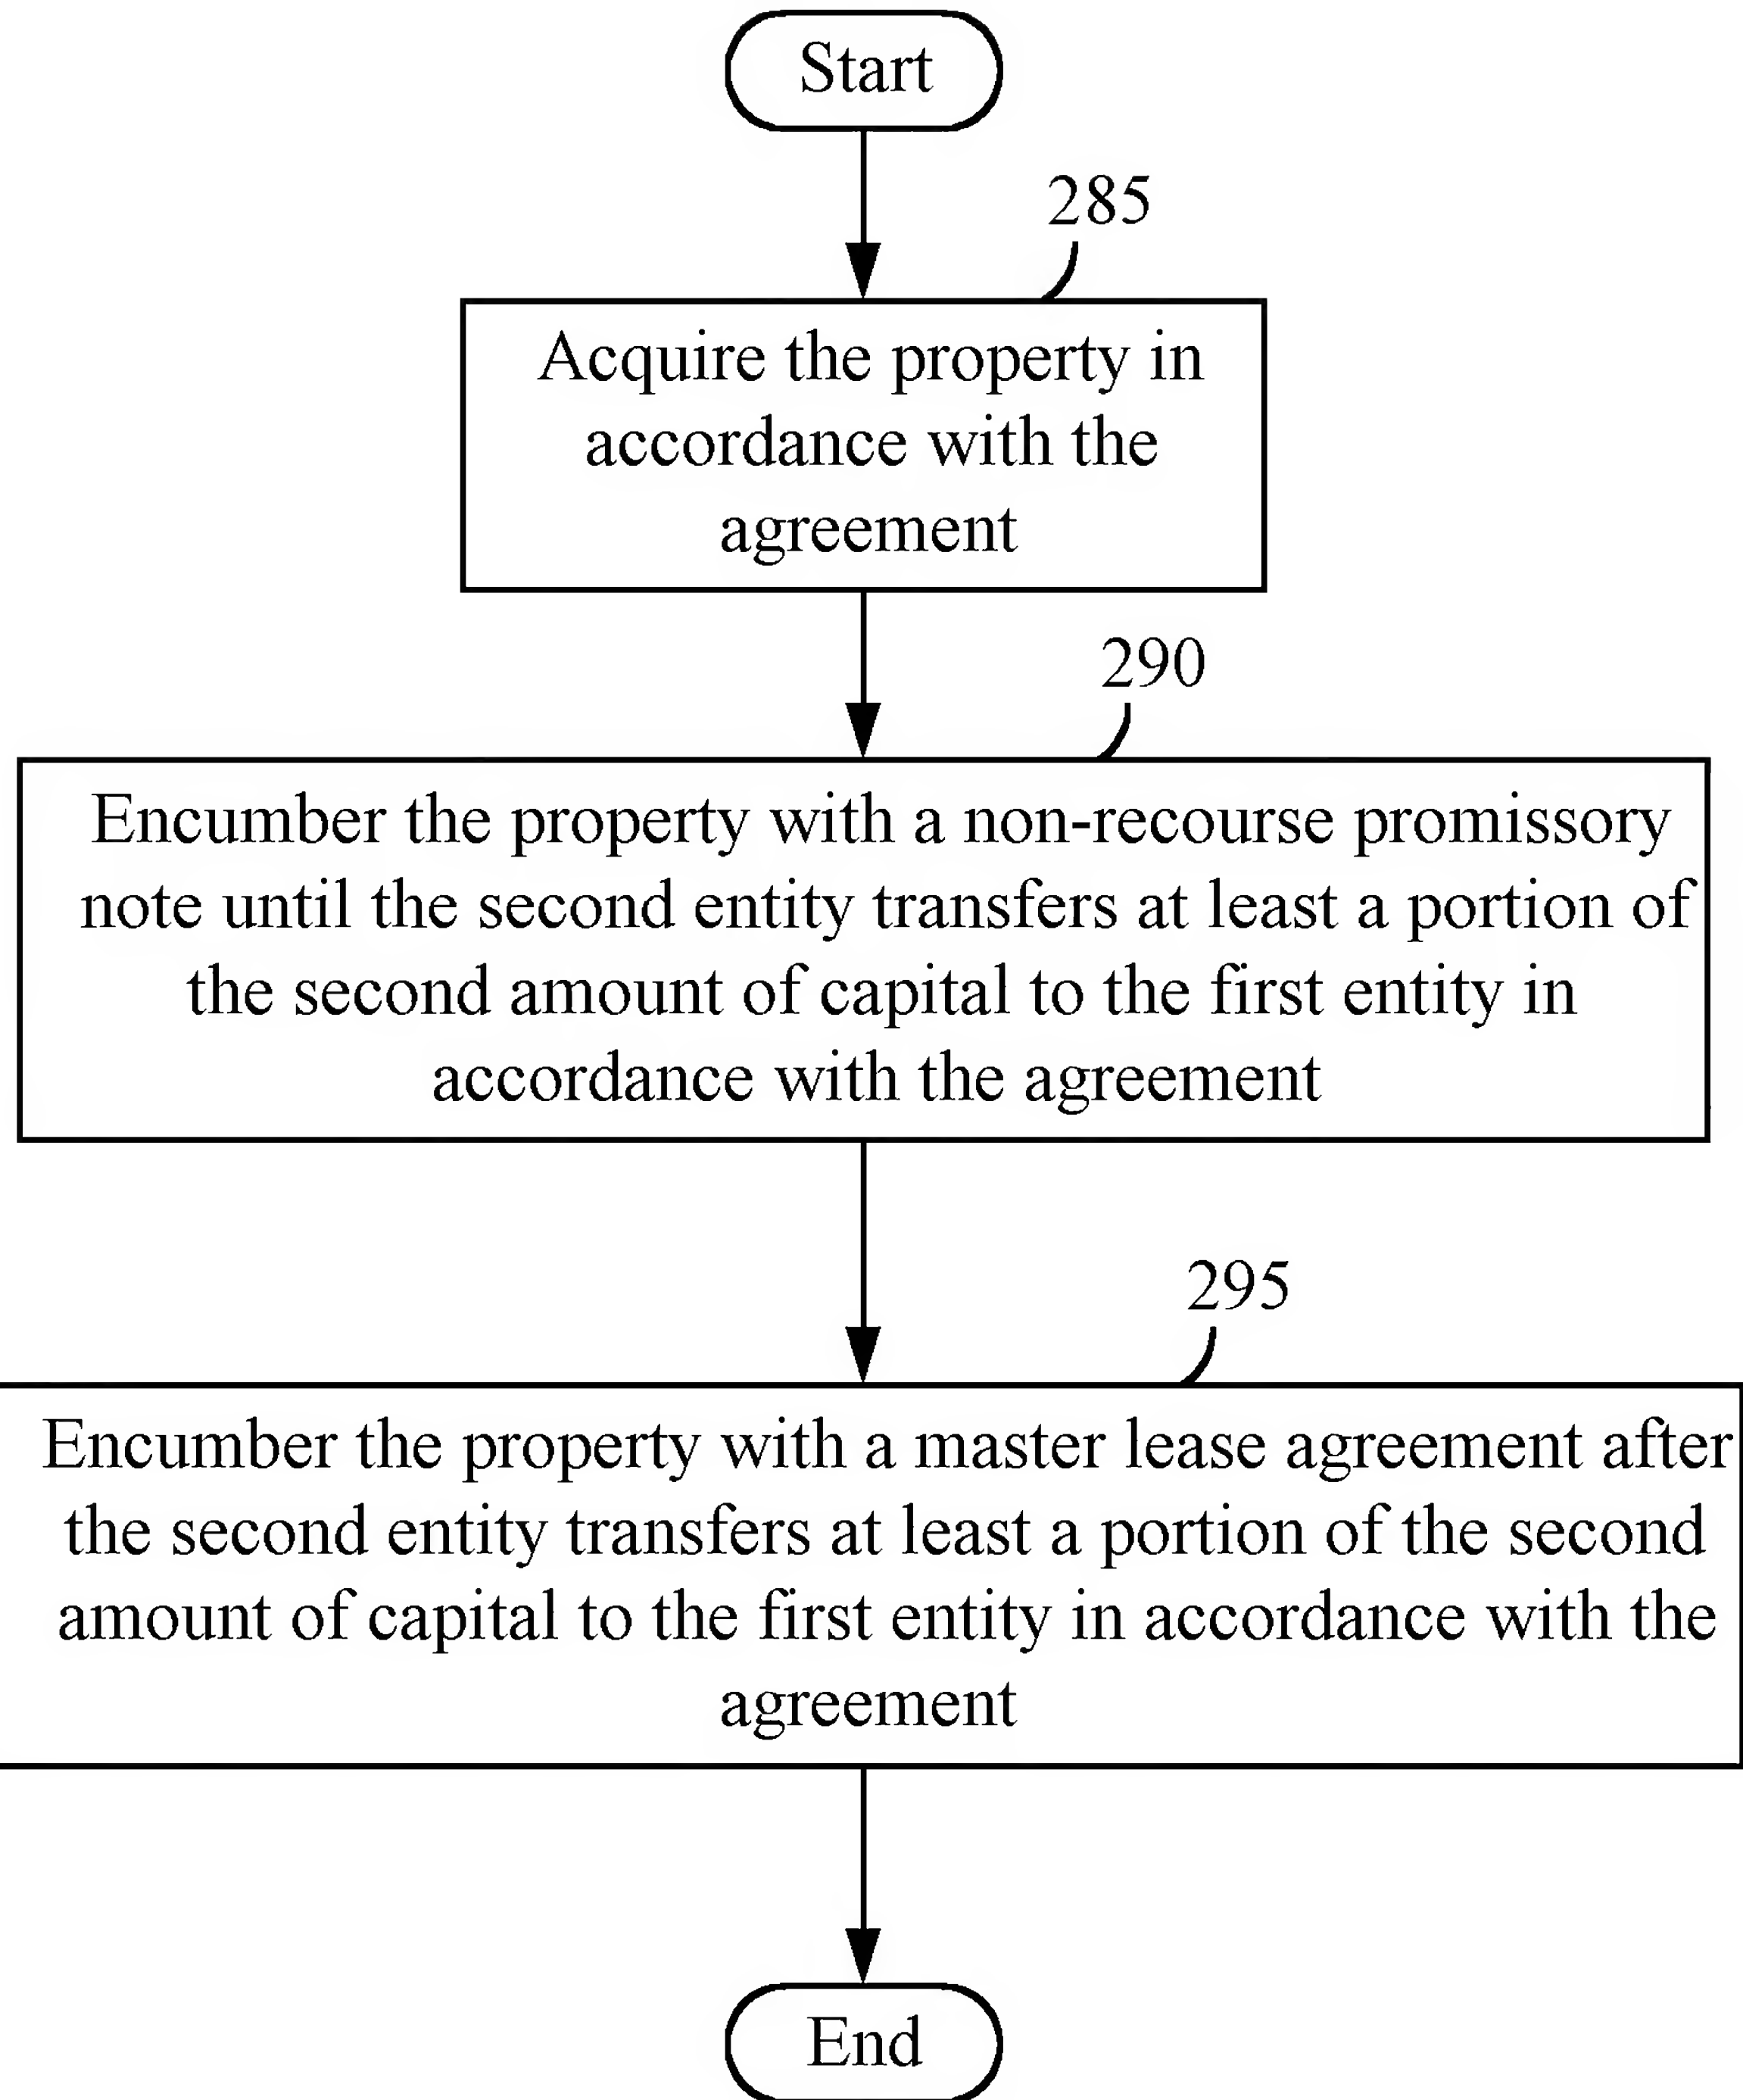 Start
285
Acquire the property in
accordance with the
agreement
290
Encumber the property with a non-recourse promissory
note until the second entity transfers at least a portion of
the second amount of capital to the first entity in
accordance with the agreement
295
Encumber the property with a master lease agreement after
the second entity transfers at least a portion of the second
amount of capital to the first entity in accordance with the
agreement
End